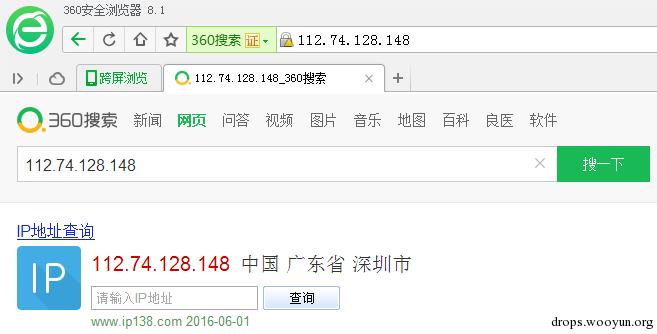 360安全浏览器 8.1
360搜索 证 112.74.128.148
跨屏浏览 112.74.128.148_360搜索
360搜索 新闻 网页 问答 视频 图片 音乐 地图 百科 良医 软件
112.74.128.148 搜一下
IP地址查询
IP 112.74.128.148 中国 广东省 深圳市
请输入IP地址 查询
www.ip138.com 2016-06-01
drops.wooyun.org